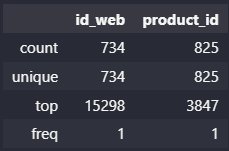 id_web product_id
count 734 825
unique 734 825
top 15298 3847
freq 1 1